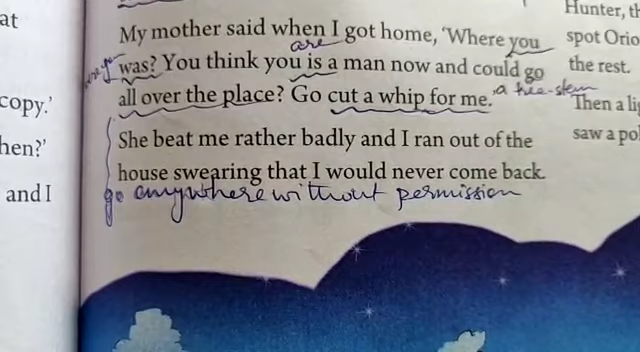 at
copy.'
hen?'
and I
My mother said when I got home, 'Where you
are
was? You think you is a man now and could go
all over the place? Go cut a whip for me.'
a tree-stem
She beat me rather badly and I ran out of the
house swearing that I would never come back.
go anywhere without permission
Hunter, th
spot Orio
the rest.
Then a lig
saw a pol